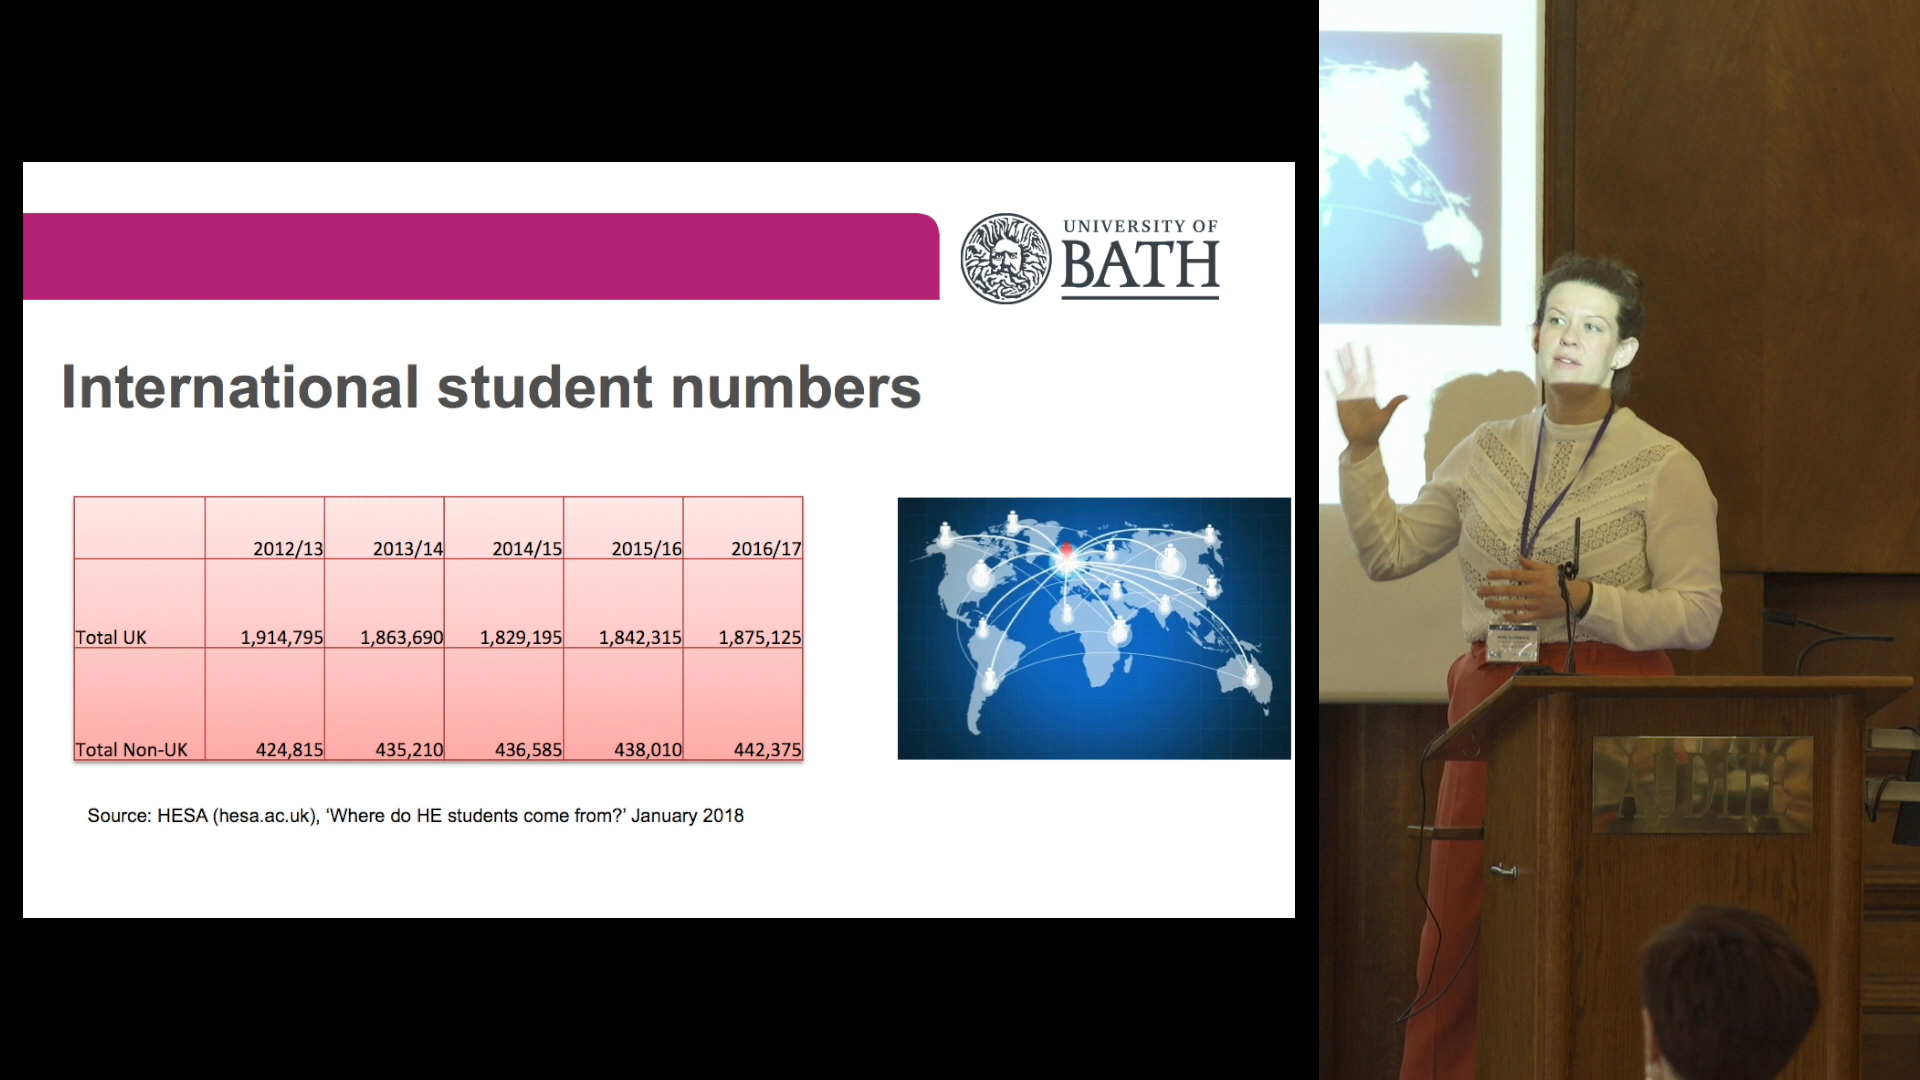 UNIVERSITY OF
BATH
International student numbers
2012/13 2013/14 2014/15 2015/16 2016/17
Total UK 1,914,795 1,863,690 1,829,195 1,842,315 1,875,125
Total Non-UK 424,815 435,210 436,585 438,010 442,375
Source: HESA (hesa.ac.uk), ‘Where do HE students come from?’ January 2018